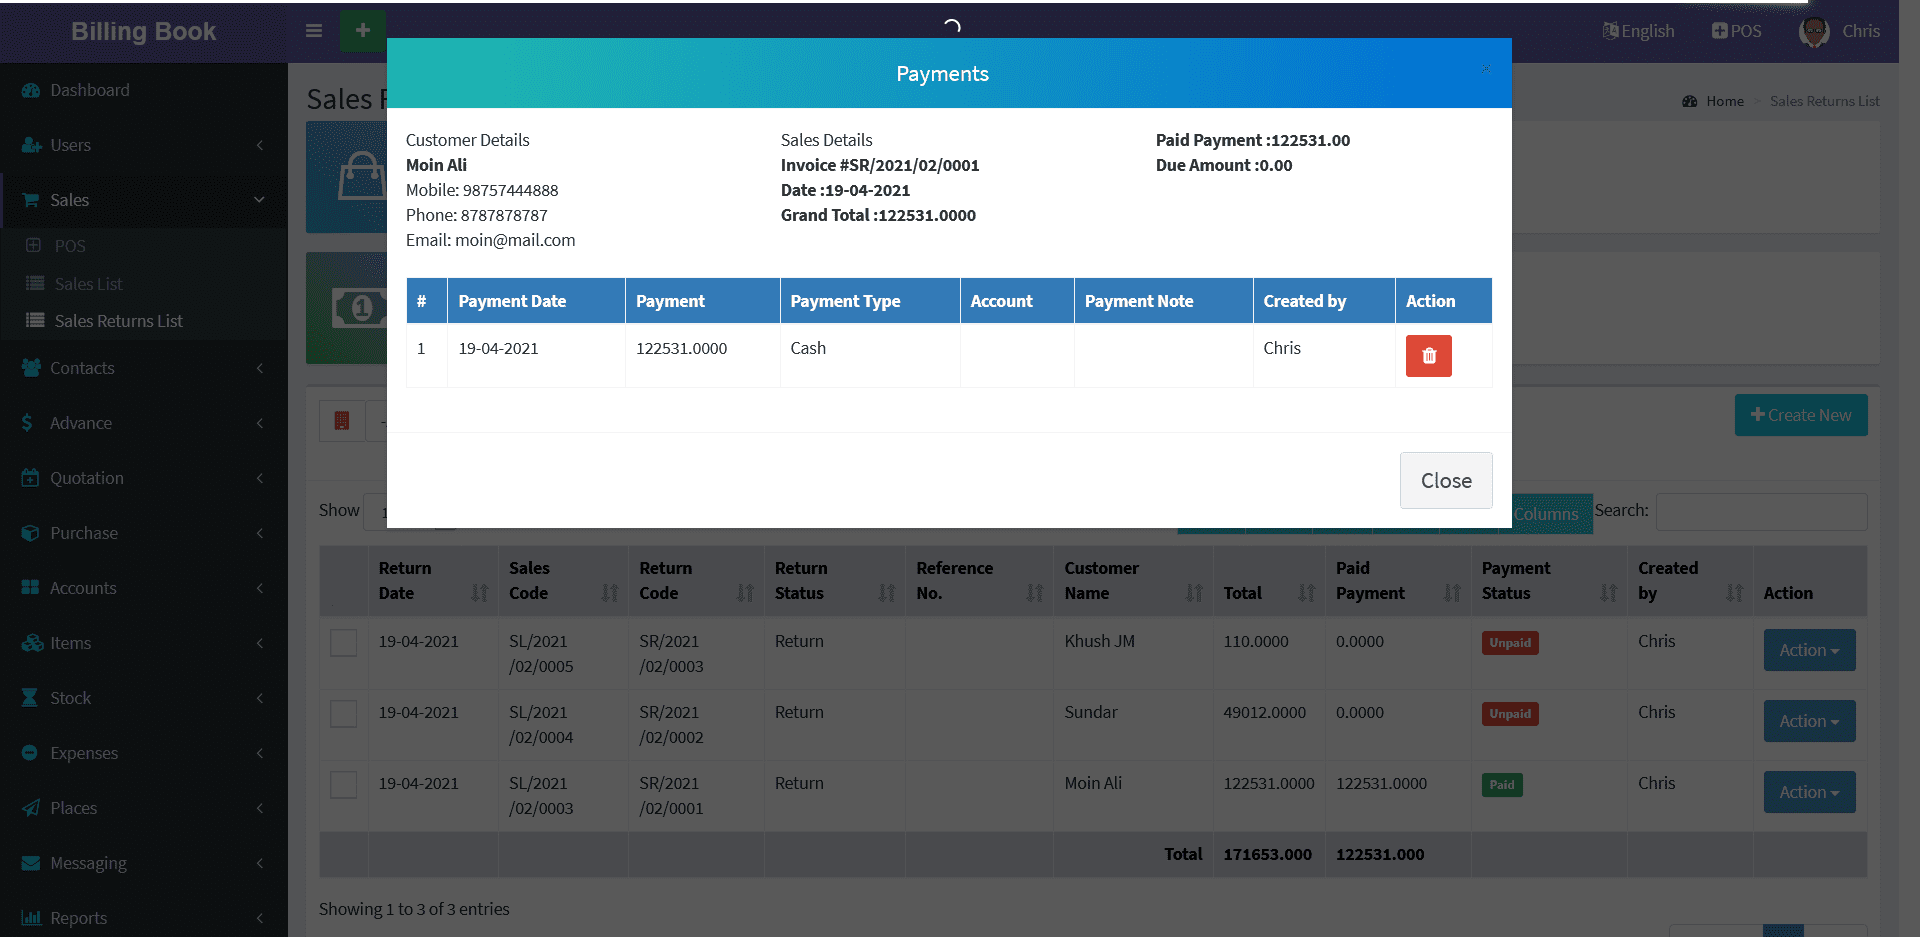 Billing Book
English
POS
Chris
Payments
Dashboard
Users
Sales
POS
Sales List
Sales Returns List
Contacts
Advance
Quotation
Purchase
Accounts
Items
Stock
Expenses
Places
Messaging
Reports
Sales
Home > Sales Returns List
Customer Details
Moin Ali
Mobile: 98757444888
Phone: 8787878787
Email: moin@mail.com
Sales Details
Invoice #SR/2021/02/0001
Date :19-04-2021
Grand Total :122531.0000
Paid Payment :122531.00
Due Amount :0.00
# Payment Date Payment Payment Type Account Payment Note Created by Action
1 19-04-2021 122531.0000 Cash Chris
Close
Create New
Show
Columns
Search:
Return Date Sales Code Return Code Return Status Reference No. Customer Name Total Paid Payment Payment Status Created by Action
19-04-2021 SL/2021 /02/0005 SR/2021 /02/0003 Return Khush JM 110.0000 0.0000 Unpaid Chris Action
19-04-2021 SL/2021 /02/0004 SR/2021 /02/0002 Return Sundar 49012.0000 0.0000 Unpaid Chris Action
19-04-2021 SL/2021 /02/0003 SR/2021 /02/0001 Return Moin Ali 122531.0000 122531.0000 Paid Chris Action
Total 171653.000 122531.000
Showing 1 to 3 of 3 entries